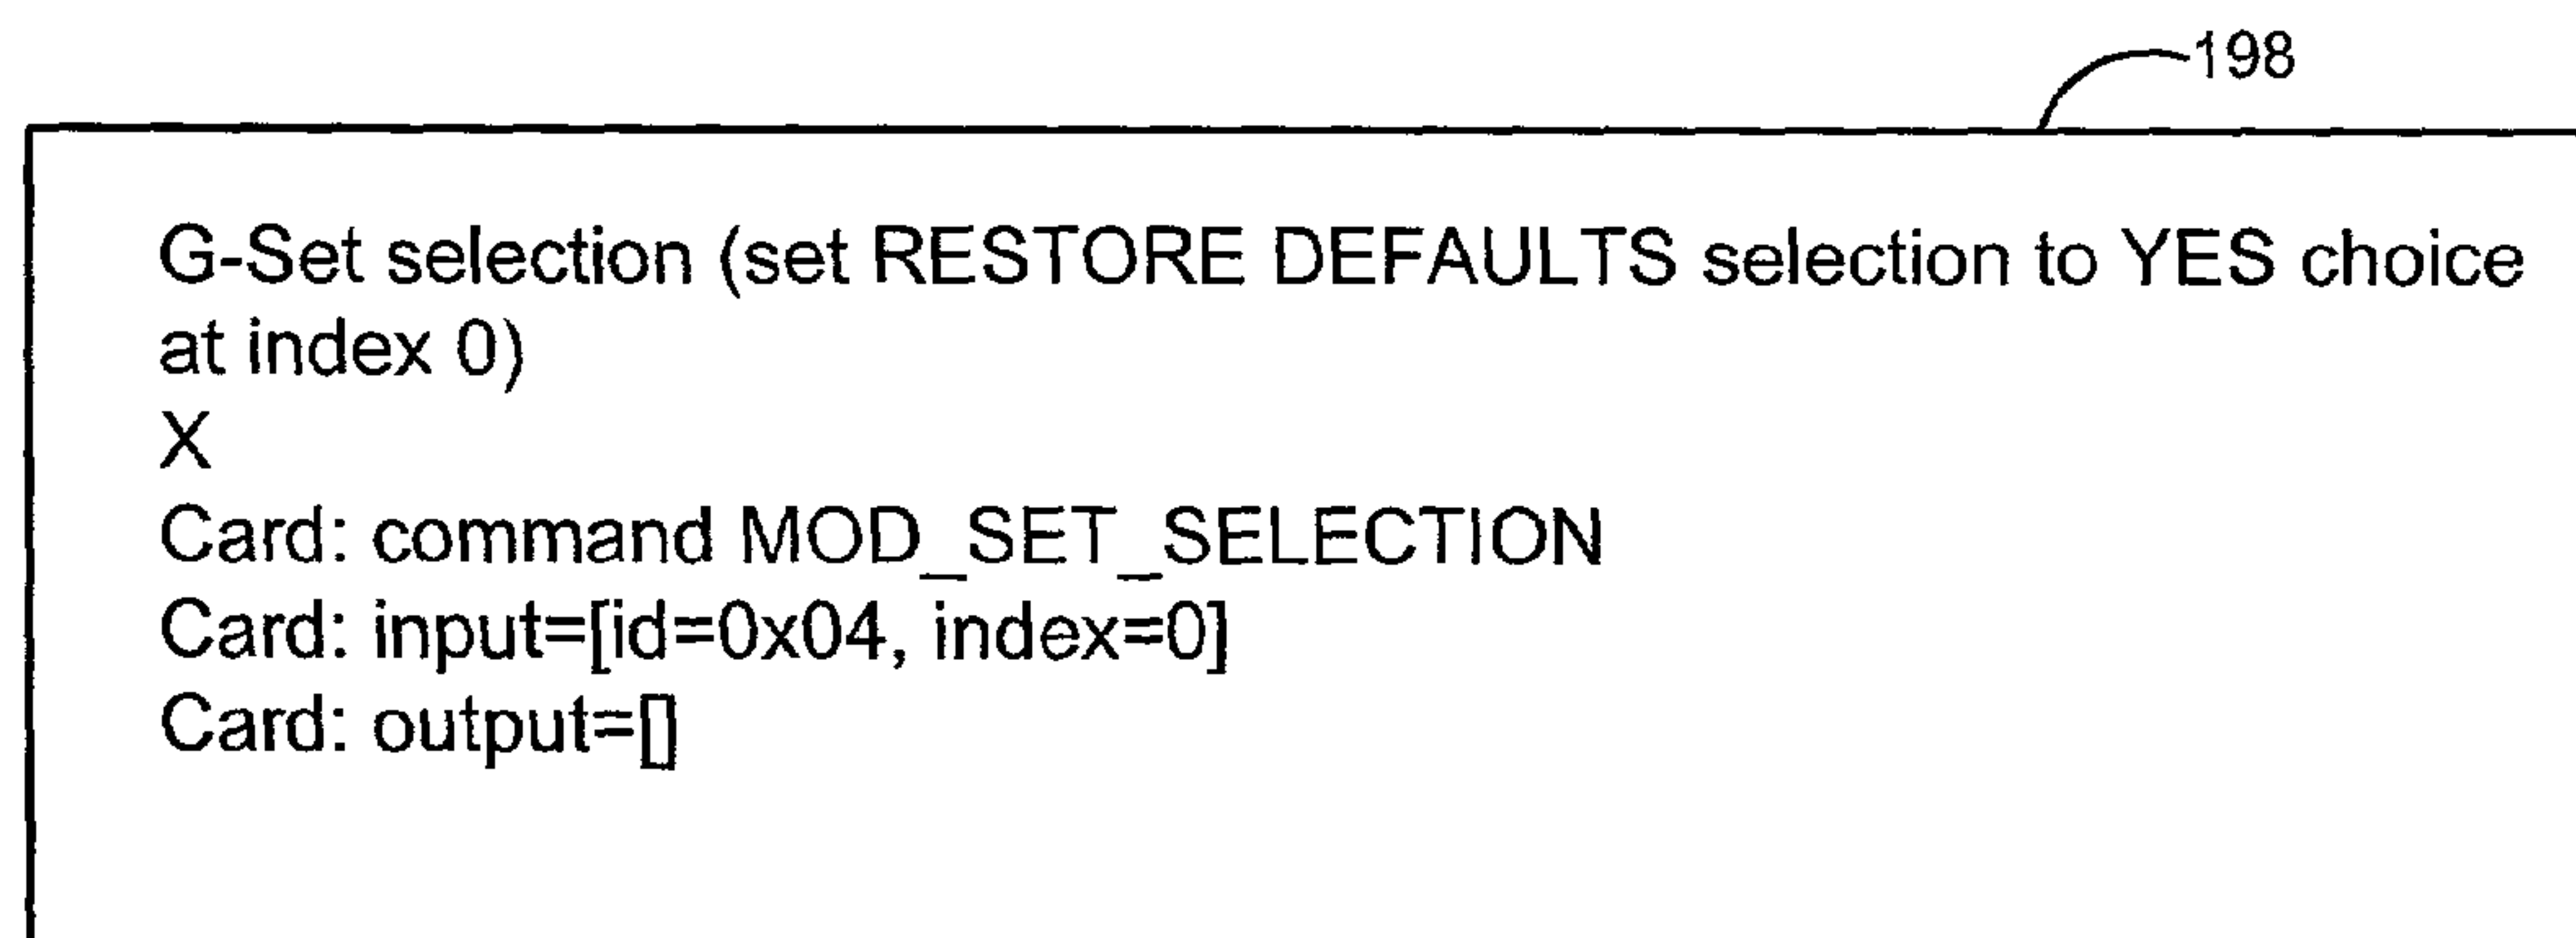 198
G-Set selection (set RESTORE DEFAULTS selection to YES choice
at index 0)
X
Card: command MOD_SET_SELECTION
Card: input=[id=0x04, index=0]
Card: output=[]